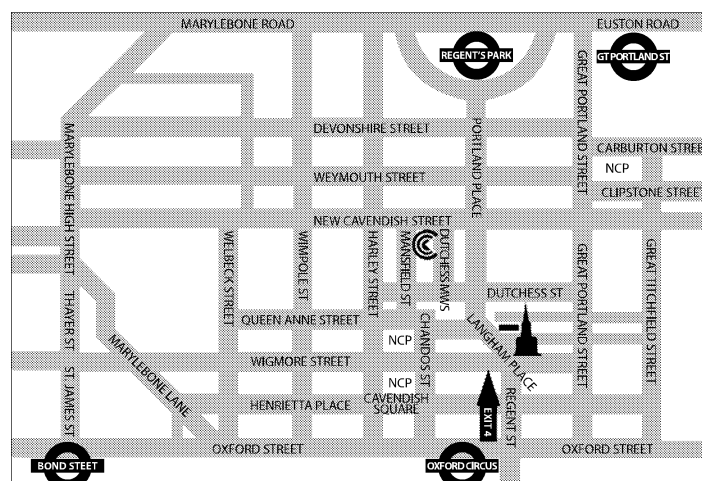 MARYLEBONE ROAD
EUSTON ROAD
REGENT'S PARK
GT PORTLAND ST
GREAT PORTLAND STREET
MARYLEBONE HIGH STREET
DEVONSHIRE STREET
PORTLAND PLACE
CARBURTON STREET
NCP
WEYMOUTH STREET
CLIPSTONE STREET
NEW CAVENDISH STREET
WELBECK STREET
WIMPOLE ST
HARLEY STREET
MANSFIELD ST
DUTCHESS MWS
GREAT PORTLAND STREET
GREAT TITCHFIELD STREET
DUTCHESS ST
THAYER ST
QUEEN ANNE STREET
CHANDOS ST
LANGHAM PLACE
MARYLEBONE LANE
NCP
WIGMORE STREET
ST. JAMES ST
NCP
HENRIETTA PLACE
CAVENDISH
SQUARE
EXIT 4
REGENT ST
OXFORD STREET
OXFORD STREET
BOND STEET
OXFORD CIRCUS